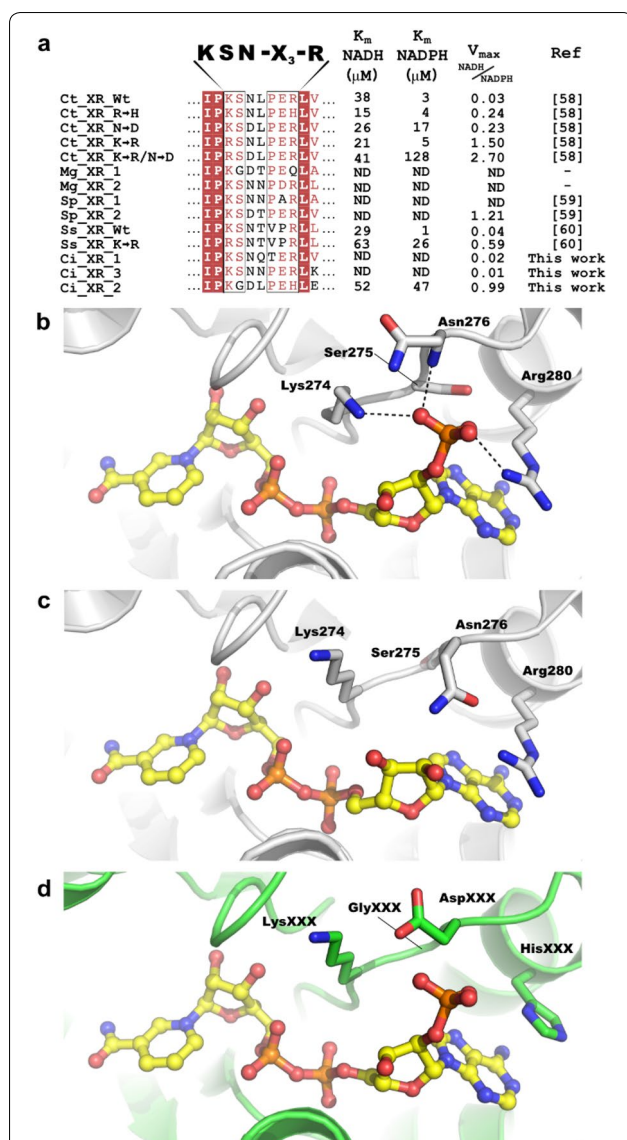 a
KSN-X₃-R
Km NADH (μM) Km NADPH (μM) Vmax NADH/NADPH Ref
Ct_XR_Wt ...IPKSNLPERLV... 38 3 0.03 [58]
Ct_XR_R→H ...IPKSNLPEHLV... 15 4 0.24 [58]
Ct_XR_N→D ...IPKSDLPERLV... 26 17 0.23 [58]
Ct_XR_K→R ...IPRSNLPERLV... 21 5 1.50 [58]
Ct_XR_K→R/N→D ...IPRSDLPERLV... 41 128 2.70 [58]
Mg_XR_1 ...IPKGDTPEQLA... ND ND ND -
Mg_XR_2 ...IPKSNNPDRLL... ND ND ND -
Sp_XR_1 ...IPKSNNPARLA... ND ND ND [59]
Sp_XR_2 ...IPKSDTPERLV... ND ND 1.21 [59]
Ss_XR_Wt ...IPKSNTVPRLL... 29 1 0.04 [60]
Ss_XR_K→R ...IPRSNTVPRLL... 63 26 0.59 [60]
Ci_XR_1 ...IPKSNQTERLV... ND ND 0.02 This work
Ci_XR_3 ...IPKSNNPERLK... ND ND 0.01 This work
Ci_XR_2 ...IPKGDLPEHLE... 52 47 0.99 This work
b
Asn276
Ser275
Arg280
Lys274
c
Asn276
Lys274
Ser275
Arg280
d
AspXXX
GlyXXX
LysXXX
HisXXX